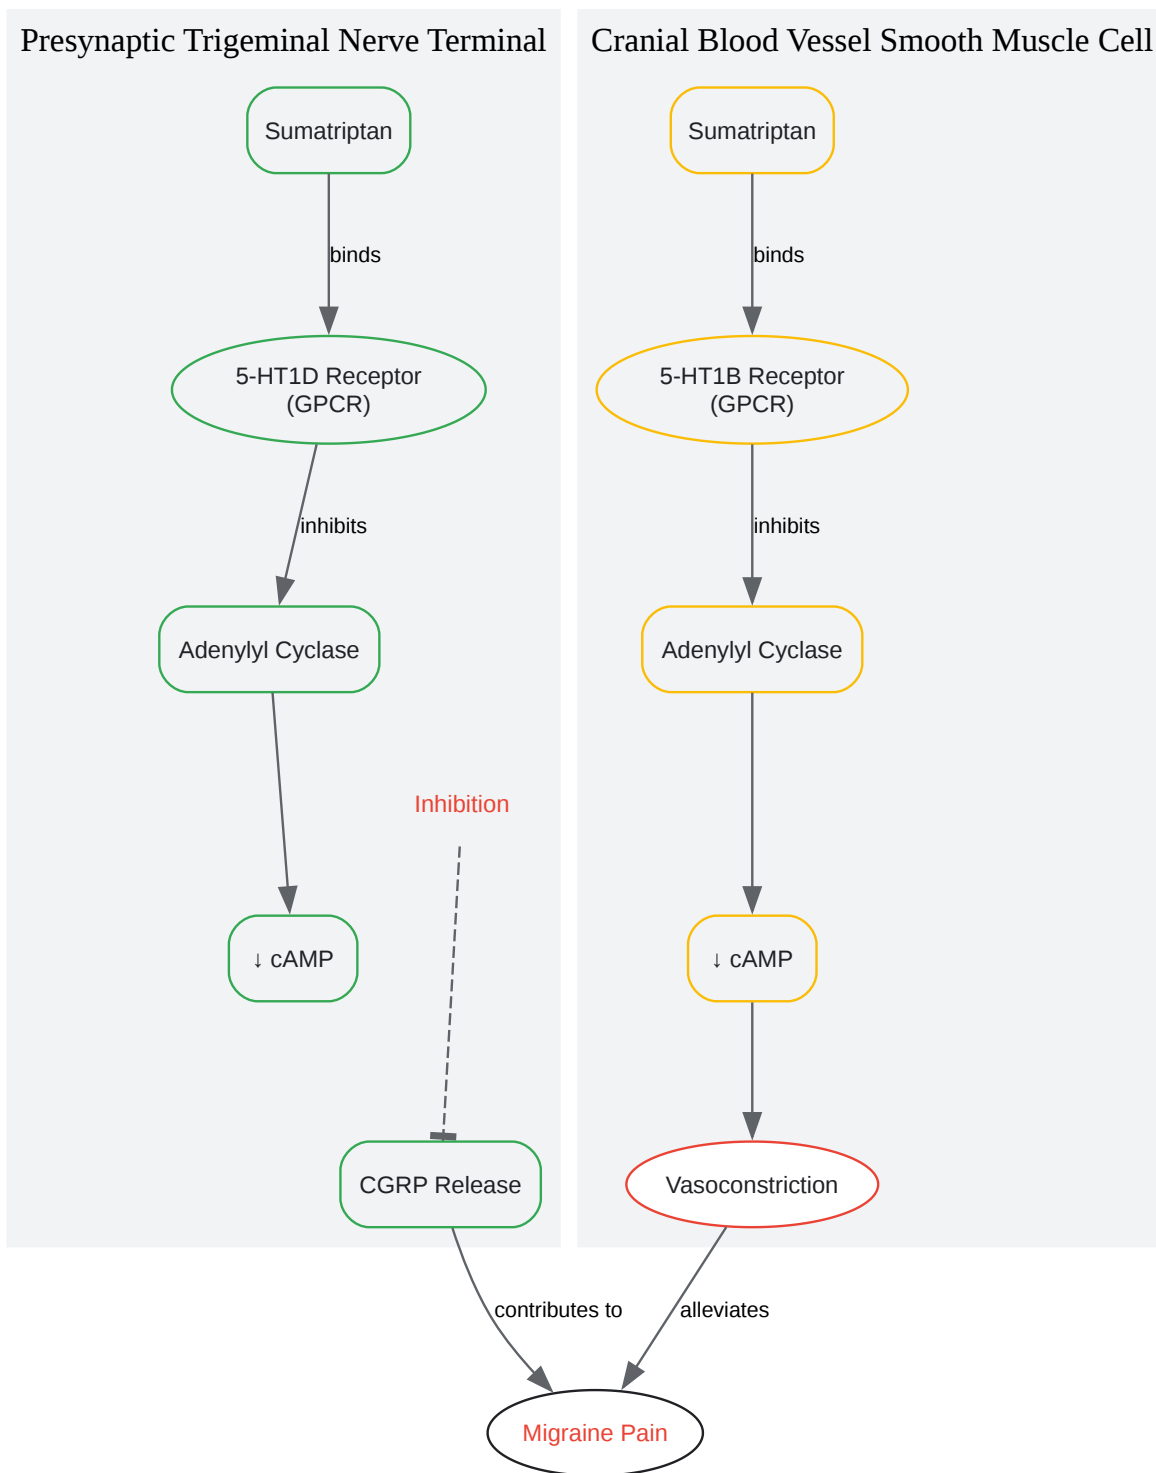 Presynaptic Trigeminal Nerve Terminal
Sumatriptan
binds
5-HT1D Receptor
(GPCR)
inhibits
Adenylyl Cyclase
Inhibition
↓ cAMP
CGRP Release
contributes to
Cranial Blood Vessel Smooth Muscle Cell
Sumatriptan
binds
5-HT1B Receptor
(GPCR)
inhibits
Adenylyl Cyclase
↓ cAMP
Vasoconstriction
alleviates
Migraine Pain